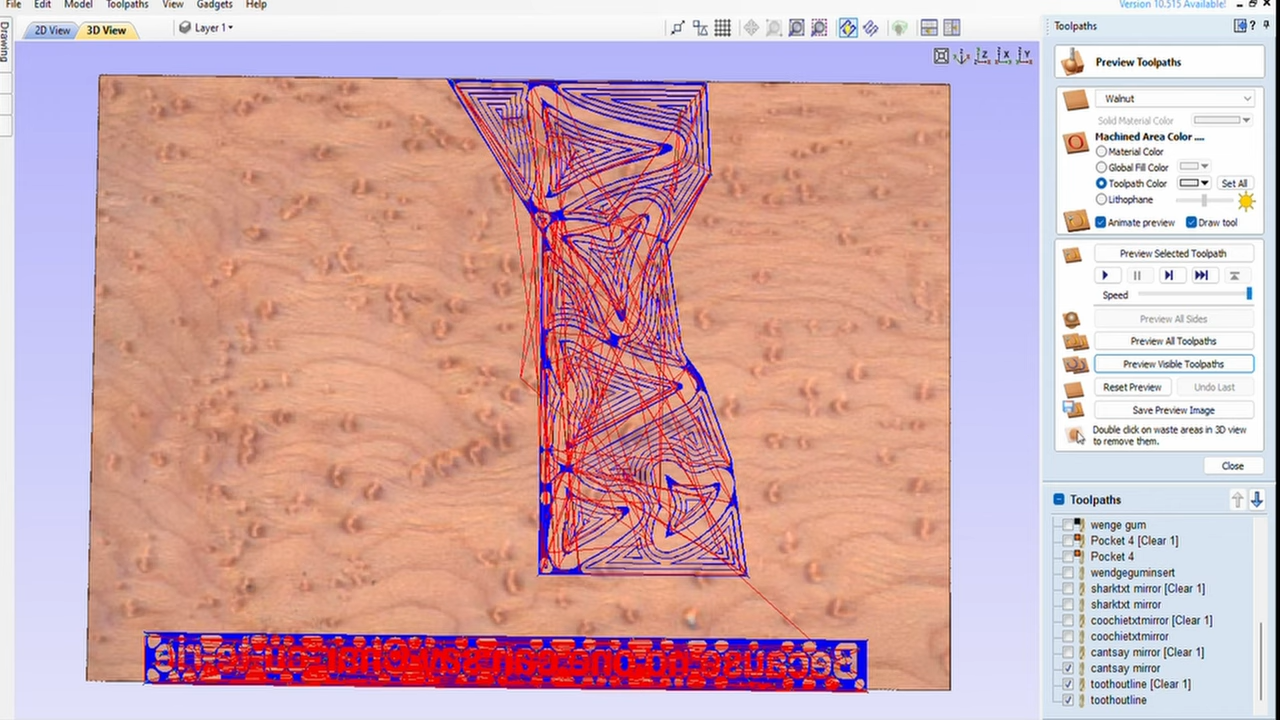 File Edit Model Toolpaths View Gadgets Help
Version 10.515 Available!
Drawing
2D View 3D View Layer 1
Toolpaths
Preview Toolpaths
Walnut
Solid Material Color
Machined Area Color ....
Material Color
Global Fill Color
Toolpath Color Set All
Lithophane
Animate preview Draw tool
Preview Selected Toolpath
Speed
Preview All Sides
Preview All Toolpaths
Preview Visible Toolpaths
Reset Preview Undo Last
Save Preview Image
Double click on waste areas in 3D view
to remove them.
Close
Toolpaths
wenge gum
Pocket 4 [Clear 1]
Pocket 4
wendgeguminsert
sharktxt mirror [Clear 1]
sharktxt mirror
coochietxtmirror [Clear 1]
coochietxtmirror
cantsay mirror [Clear 1]
cantsay mirror
toothoutline [Clear 1]
toothoutline
Because